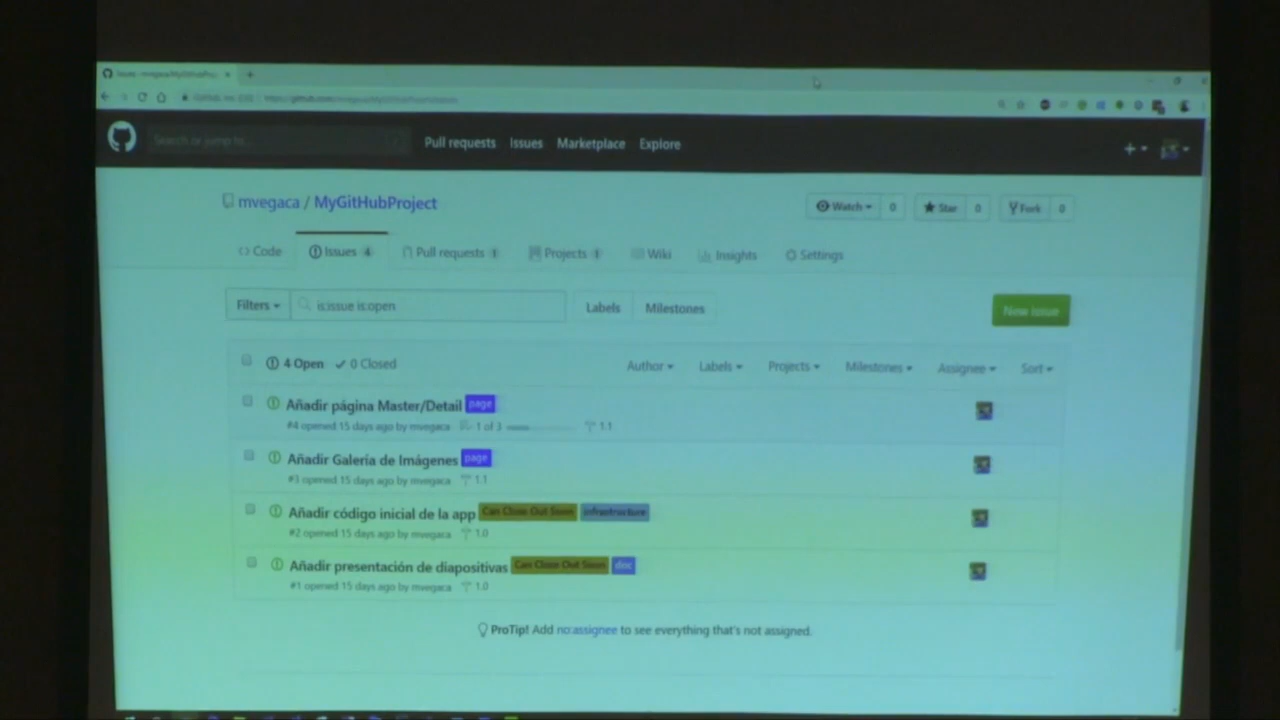 Search or jump to...
Pull requests Issues Marketplace Explore
mvegaca / MyGitHubProject
Watch 0 Star 0 Fork 0
Code Issues 4 Pull requests 1 Projects 1 Wiki Insights Settings
Filters is:issue is:open Labels Milestones New issue
4 Open 0 Closed Author Labels Projects Milestones Assignee Sort
Añadir página Master/Detail page
#4 opened 15 days ago by mvegaca 1 of 3 1.1
Añadir Galería de Imágenes page
#3 opened 15 days ago by mvegaca 1.1
Añadir código inicial de la app Can Close Out Soon infrastructure
#2 opened 15 days ago by mvegaca 1.0
Añadir presentación de diapositivas Can Close Out Soon doc
#1 opened 15 days ago by mvegaca 1.0
ProTip! Add no:assignee to see everything that's not assigned.